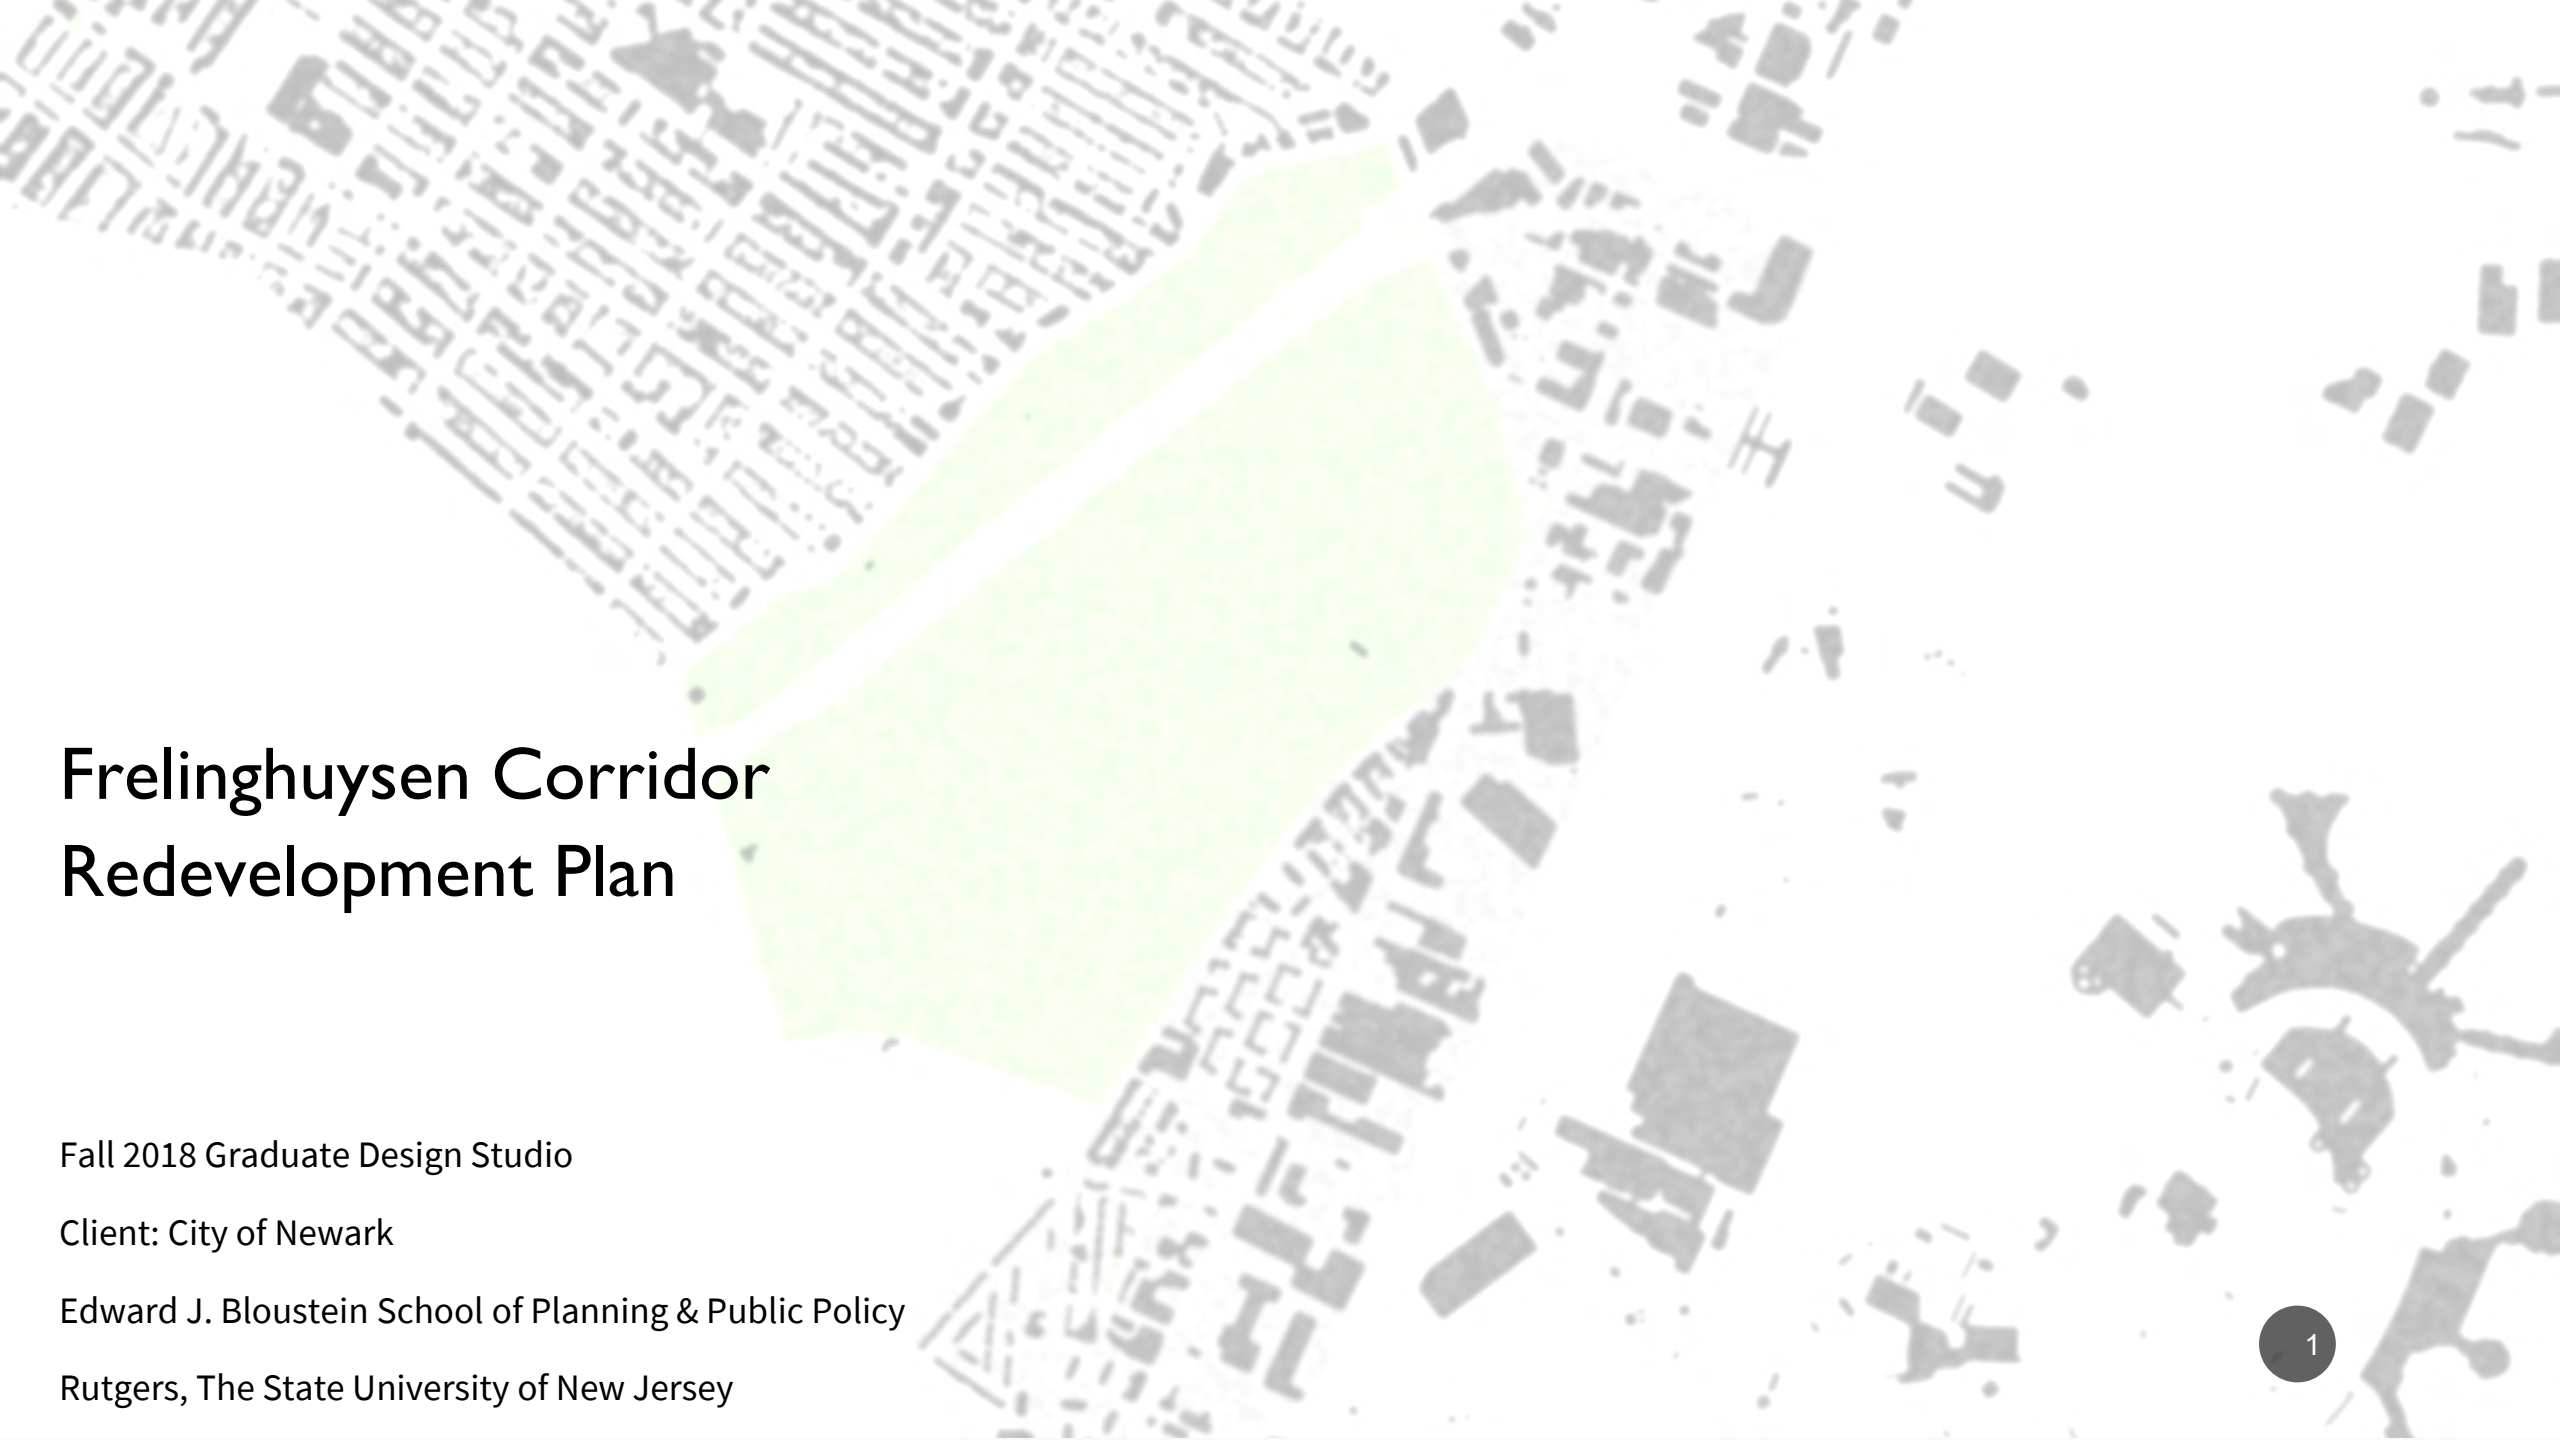 Frelinghuysen Corridor
Redevelopment Plan
Fall 2018 Graduate Design Studio
Client: City of Newark
Edward J. Bloustein School of Planning & Public Policy
Rutgers, The State University of New Jersey
1